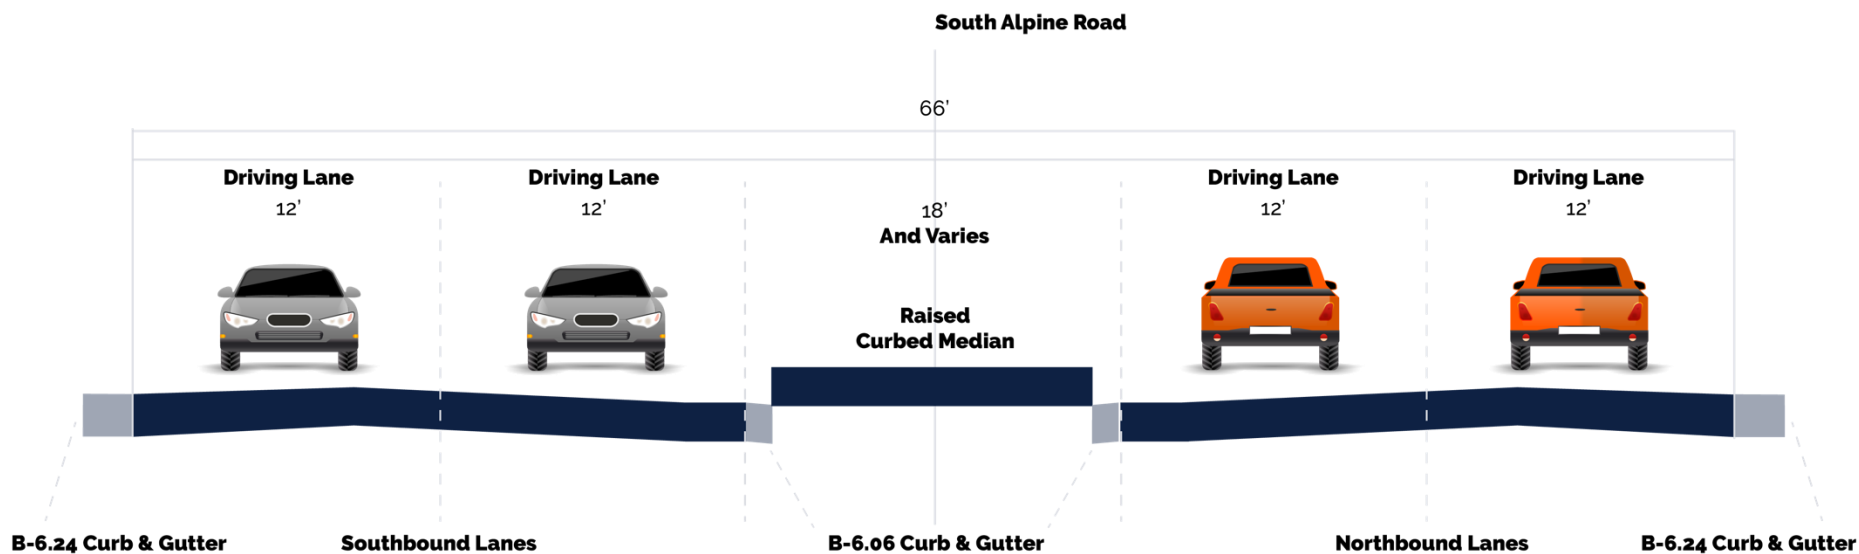 South Alpine Road
66’
Driving Lane
12’
Driving Lane
12’
18’
And Varies
Raised
Curbed Median
Driving Lane
12’
Driving Lane
12’
B-6.24 Curb & Gutter
Southbound Lanes
B-6.06 Curb & Gutter
Northbound Lanes
B-6.24 Curb & Gutter